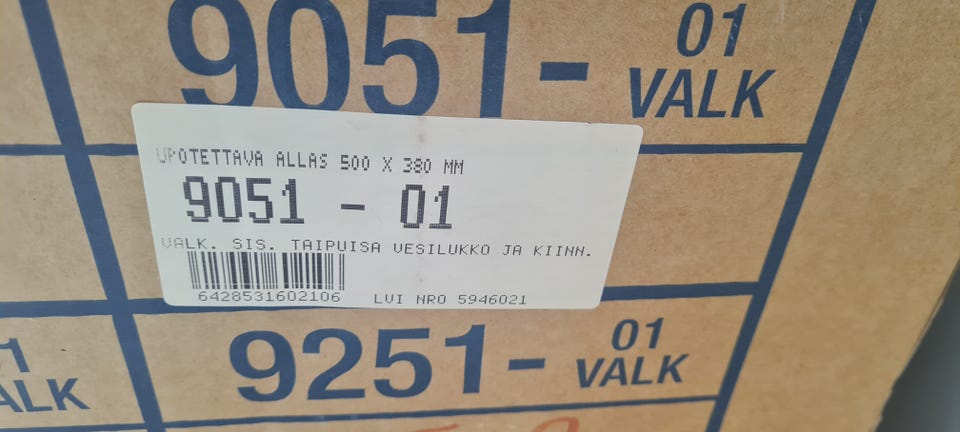 9051- 01
VALK
UPOTETTAVA ALLAS 500 X 380 MM
9051 - 01
VALK. SIS. TAIPUISA VESILUKKO JA KIINN.
6428531602106 LVI NRO 5946021
9251- 01
VALK
1
ALK